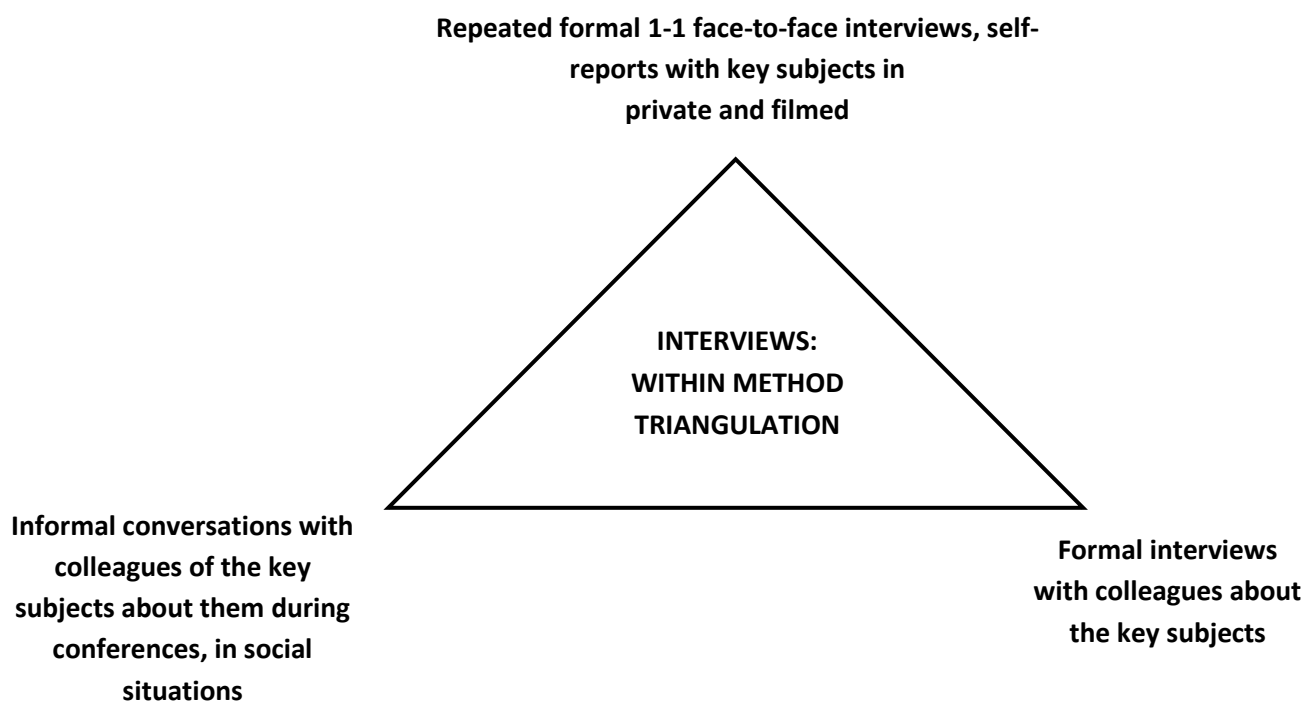 Repeated formal 1-1 face-to-face interviews, self-
reports with key subjects in
private and filmed
INTERVIEWS:
WITHIN METHOD
TRIANGULATION
Informal conversations with
colleagues of the key
subjects about them during
conferences, in social
situations
Formal interviews
with colleagues about
the key subjects